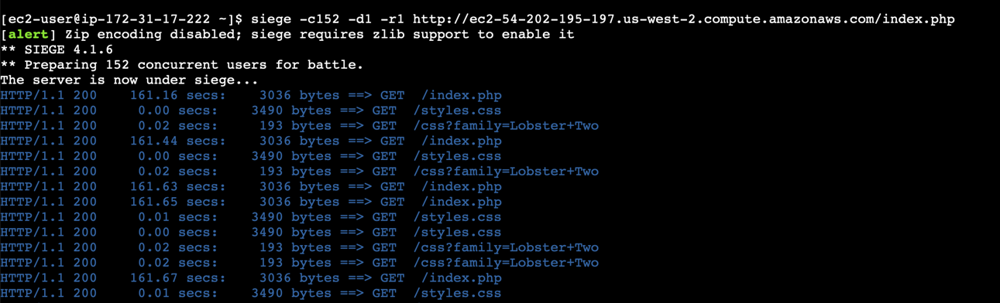 [ec2-user@ip-172-31-17-222 ~]$ siege -c152 -d1 -r1 http://ec2-54-202-195-197.us-west-2.compute.amazonaws.com/index.php
[alert] Zip encoding disabled; siege requires zlib support to enable it
** SIEGE 4.1.6
** Preparing 152 concurrent users for battle.
The server is now under siege...
HTTP/1.1 200 161.16 secs: 3036 bytes ==> GET /index.php
HTTP/1.1 200 0.00 secs: 3490 bytes ==> GET /styles.css
HTTP/1.1 200 0.02 secs: 193 bytes ==> GET /css?family=Lobster+Two
HTTP/1.1 200 161.44 secs: 3036 bytes ==> GET /index.php
HTTP/1.1 200 0.00 secs: 3490 bytes ==> GET /styles.css
HTTP/1.1 200 0.02 secs: 193 bytes ==> GET /css?family=Lobster+Two
HTTP/1.1 200 161.63 secs: 3036 bytes ==> GET /index.php
HTTP/1.1 200 161.65 secs: 3036 bytes ==> GET /index.php
HTTP/1.1 200 0.01 secs: 3490 bytes ==> GET /styles.css
HTTP/1.1 200 0.00 secs: 3490 bytes ==> GET /styles.css
HTTP/1.1 200 0.02 secs: 193 bytes ==> GET /css?family=Lobster+Two
HTTP/1.1 200 0.02 secs: 193 bytes ==> GET /css?family=Lobster+Two
HTTP/1.1 200 161.67 secs: 3036 bytes ==> GET /index.php
HTTP/1.1 200 0.01 secs: 3490 bytes ==> GET /styles.css